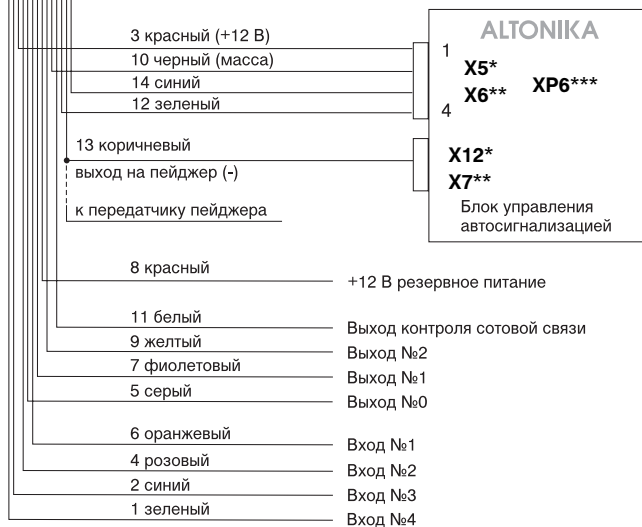 3 красный (+12 В)
10 черный (масса)
14 синий
12 зеленый
13 коричневый
выход на пейджер (-)
к передатчику пейджера
ALTONIKA
1
X5*
X6**
XP6***
4
X12*
X7**
Блок управления
автосигнализацией
8 красный
+12 В резервное питание
11 белый
Выход контроля сотовой связи
9 желтый
Выход №2
7 фиолетовый
Выход №1
5 серый
Выход №0
6 оранжевый
Вход №1
4 розовый
Вход №2
2 синий
Вход №3
1 зеленый
Вход №4